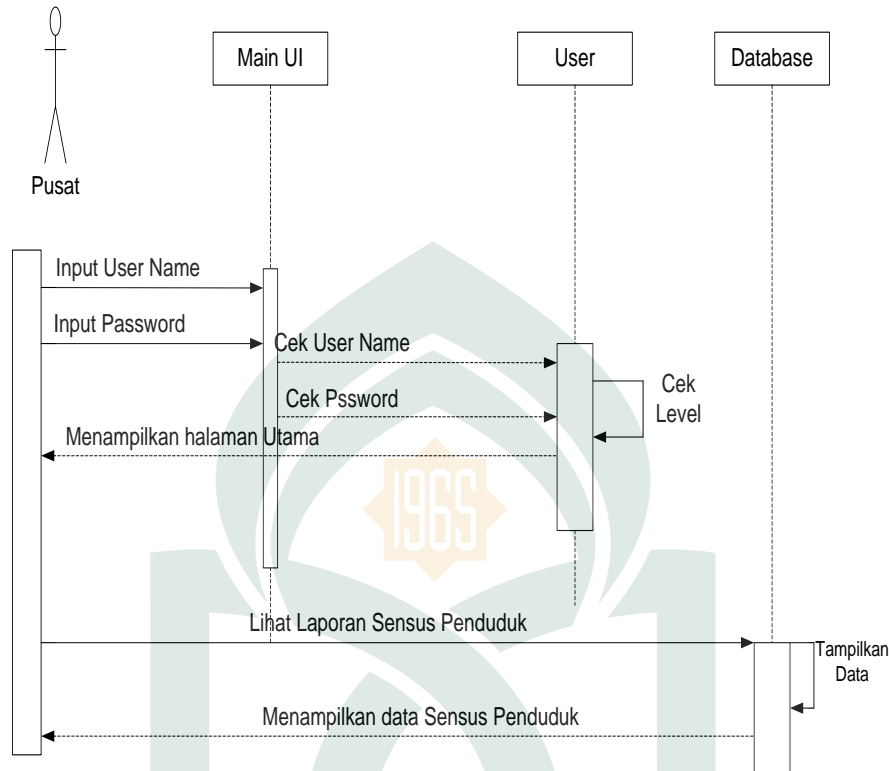 Main UI
User
Database
Pusat
Input User Name
Input Password
Cek User Name
Cek
Level
Cek Pssword
Menampilkan halaman Utama
1965
Lihat Laporan Sensus Penduduk
Tampilkan
Data
Menampilkan data Sensus Penduduk